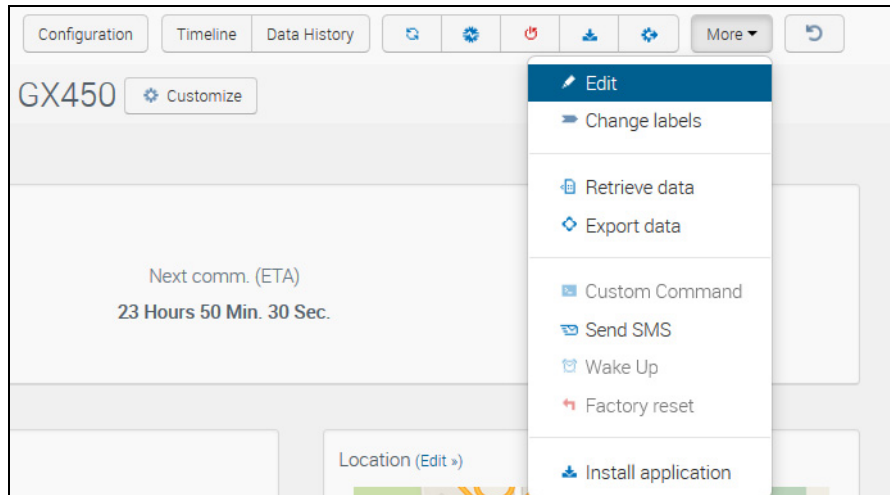 Configuration Timeline Data History More
GX450 Customize
Edit
Change labels
Retrieve data
Export data
Next comm. (ETA)
23 Hours 50 Min. 30 Sec.
Custom Command
Send SMS
Wake Up
Factory reset
Location (Edit »)
Install application